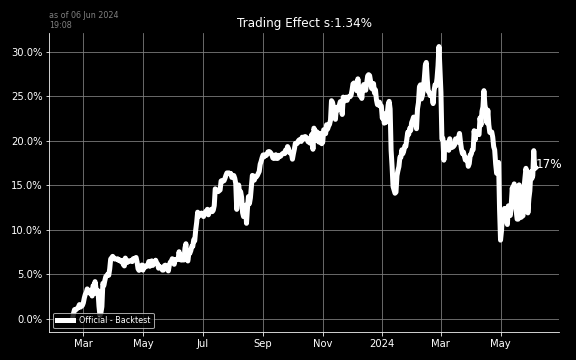 as of 06 Jun 2024
19:08
Trading Effect s:1.34%
30.0%
25.0%
20.0%
17%
15.0%
10.0%
5.0%
0.0%
Official - Backtest
Mar May Jul Sep Nov 2024 Mar May